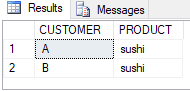 Results Messages
CUSTOMER PRODUCT
1 A sushi
2 B sushi